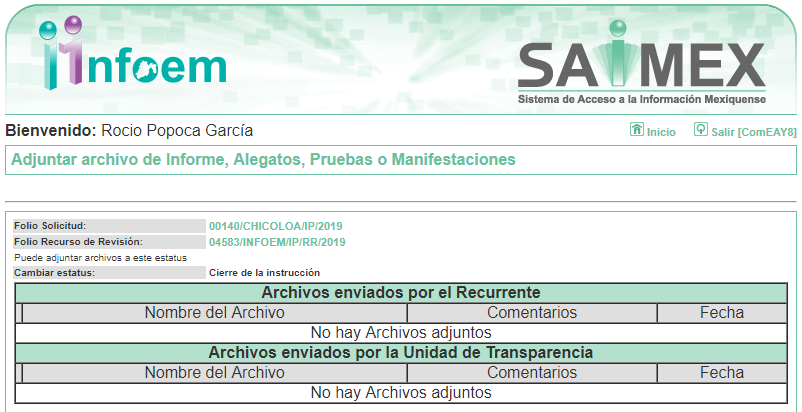 infoem
SAIMEX
Sistema de Acceso a la Información Mexiquense
Bienvenido: Rocio Popoca García
Inicio Salir [ComEAY8]
Adjuntar archivo de Informe, Alegatos, Pruebas o Manifestaciones
Folio Solicitud: 00140/CHICOLOA/IP/2019
Folio Recurso de Revisión: 04583/INFOEM/IP/RR/2019
Puede adjuntar archivos a este estatus
Cambiar estatus: Cierre de la instrucción
Archivos enviados por el Recurrente
Nombre del Archivo Comentarios Fecha
No hay Archivos adjuntos
Archivos enviados por la Unidad de Transparencia
Nombre del Archivo Comentarios Fecha
No hay Archivos adjuntos